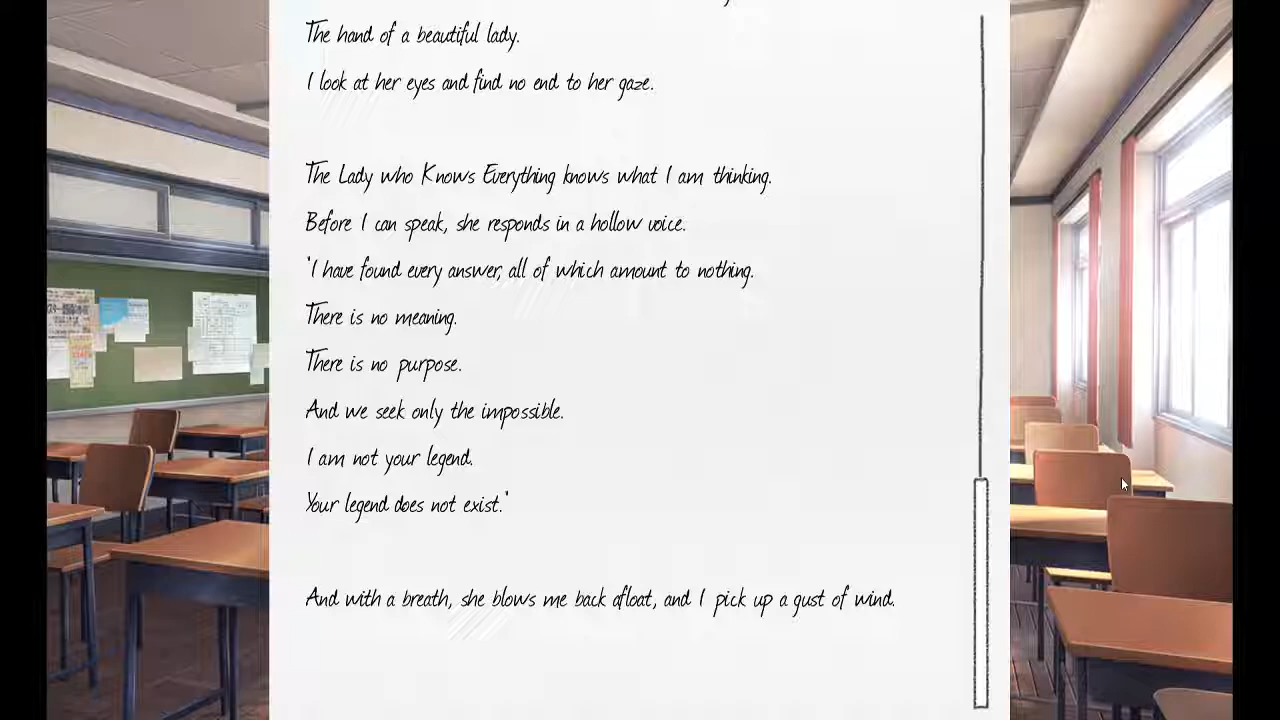 The hand of a beautiful lady.
I look at her eyes and find no end to her gaze.
The Lady who Knows Everything knows what I am thinking.
Before I can speak, she responds in a hollow voice.
"I have found every answer, all of which amount to nothing.
There is no meaning.
There is no purpose.
And we seek only the impossible.
I am not your legend.
Your legend does not exist."
And with a breath, she blows me back afloat, and I pick up a gust of wind.